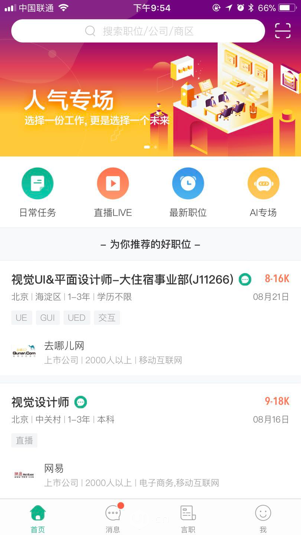 中国联通
下午9:54
66%
搜索职位/公司/商区
人气专场
选择一份工作, 更是选择一个未来
日常任务
直播LIVE
最新职位
AI专场
– 为你推荐的好职位 –
视觉UI&平面设计师-大住宿事业部(J11266)
8-16K
北京 | 海淀区 | 1-3年 | 学历不限
08月21日
UE
GUI
UED
交互
Qunar.Com
去哪儿网
上市公司 | 2000人以上 | 移动互联网
视觉设计师
9-18K
北京 | 中关村 | 1-3年 | 本科
08月16日
直播
網易
网易
上市公司 | 2000人以上 | 电子商务,移动互联网
首页
消息
言职
我